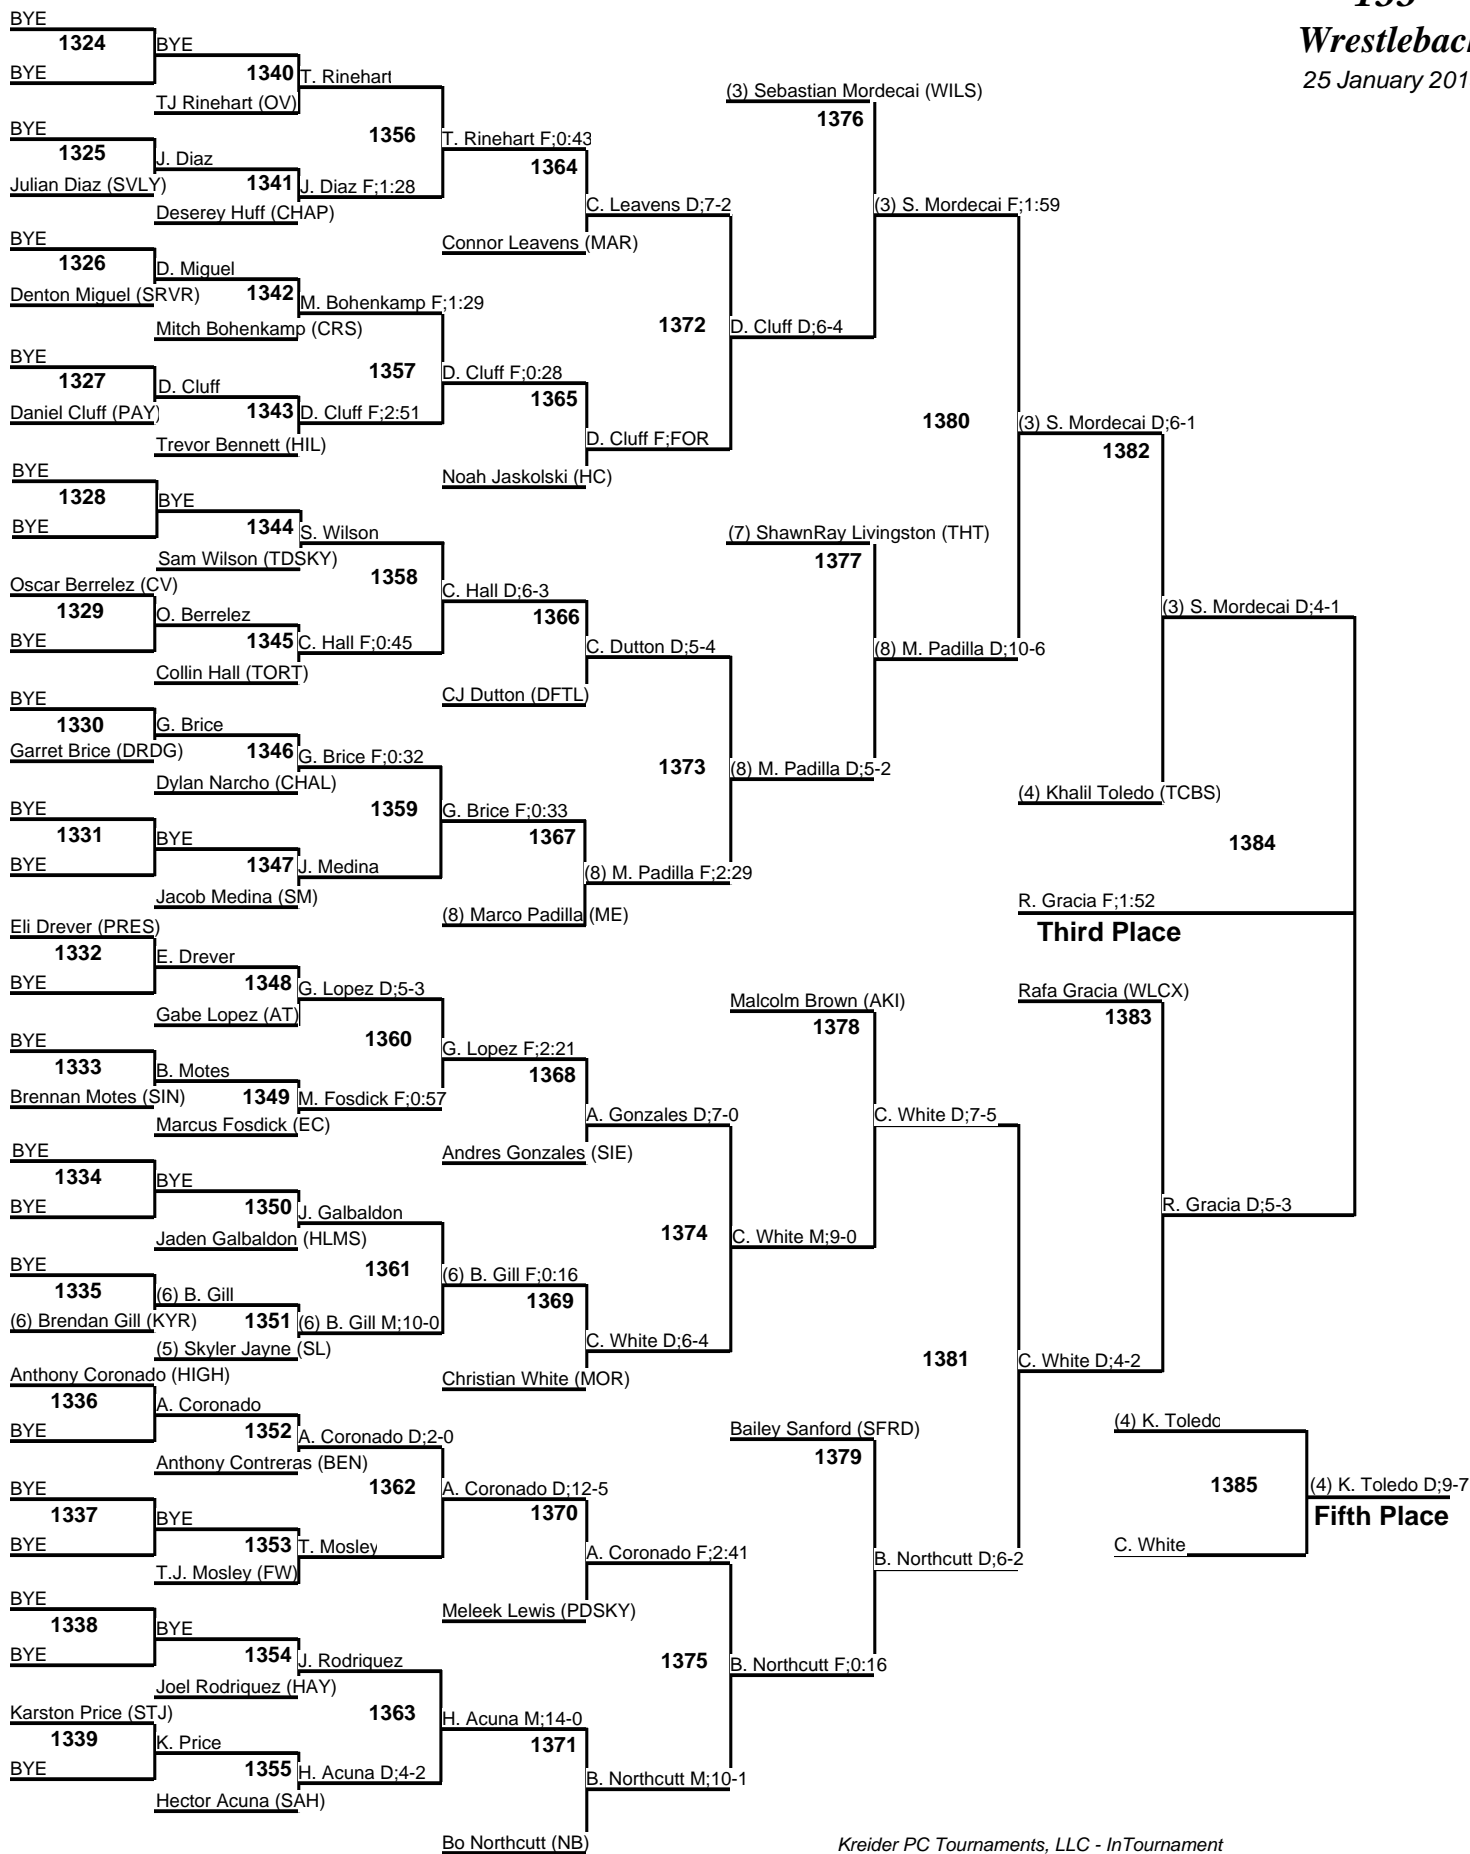 Wrestleback
25 January 201
BYE
1324
BYE
BYE
1340
T. Rinehart
TJ Rinehart (OV)
BYE
1325
Julian Diaz (SVLY)
J. Diaz
1341
J. Diaz F;1:28
Deserey Huff (CHAP)
1356
T. Rinehart F;0:43
1364
C. Leavens D;7-2
Connor Leavens (MAR)
BYE
1326
Denton Miguel (SRVR)
D. Miguel
1342
M. Bohenkamp F;1:29
Mitch Bohenkamp (CRS)
BYE
1327
Daniel Cluff (PAY)
D. Cluff
1343
D. Cluff F;2:51
Trevor Bennett (HIL)
1357
D. Cluff F;0:28
1365
D. Cluff F;FOR
Noah Jaskolski (HC)
1372
D. Cluff D;6-4
(3) Sebastian Mordecai (WILS)
1376
(3) S. Mordecai F;1:59
BYE
1328
BYE
BYE
1344
S. Wilson
Sam Wilson (TDSKY)
Oscar Berrelez (CV)
1329
BYE
O. Berrelez
1345
C. Hall F;0:45
Collin Hall (TORT)
1358
C. Hall D;6-3
1366
C. Dutton D;5-4
CJ Dutton (DFTL)
BYE
1330
Garret Brice (DRDG)
G. Brice
1346
G. Brice F;0:32
Dylan Narcho (CHAL)
BYE
1331
BYE
BYE
1347
J. Medina
Jacob Medina (SM)
1359
G. Brice F;0:33
1367
(8) M. Padilla F;2:29
(8) Marco Padilla (ME)
1373
(8) M. Padilla D;5-2
(7) ShawnRay Livingston (THT)
1377
(8) M. Padilla D;10-6
1380
(3) S. Mordecai D;6-1
1382
(3) S. Mordecai D;4-1
(4) Khalil Toledo (TCBS)
1384
R. Gracia F;1:52
Third Place
Eli Drever (PRES)
1332
BYE
E. Drever
1348
G. Lopez D;5-3
Gabe Lopez (AT)
BYE
1333
Brennan Motes (SIN)
B. Motes
1349
M. Fosdick F;0:57
Marcus Fosdick (EC)
1360
G. Lopez F;2:21
1368
A. Gonzales D;7-0
Andres Gonzales (SIE)
BYE
1334
BYE
BYE
1350
J. Galbaldon
Jaden Galbaldon (HLMS)
BYE
1335
(6) Brendan Gill (KYR)
(6) B. Gill
1351
(6) B. Gill M;10-0
(5) Skyler Jayne (SL)
1361
(6) B. Gill F;0:16
1369
C. White D;6-4
Christian White (MOR)
1374
C. White M;9-0
Malcolm Brown (AKI)
1378
C. White D;7-5
Rafa Gracia (WLCX)
1383
R. Gracia D;5-3
1381
C. White D;4-2
Anthony Coronado (HIGH)
1336
BYE
A. Coronado
1352
A. Coronado D;2-0
Anthony Contreras (BEN)
BYE
1337
BYE
BYE
1353
T. Mosley
T.J. Mosley (FW)
1362
A. Coronado D;12-5
1370
A. Coronado F;2:41
Meleek Lewis (PDSKY)
BYE
1338
BYE
BYE
1354
J. Rodriquez
Joel Rodriquez (HAY)
Karston Price (STJ)
1339
BYE
K. Price
1355
H. Acuna D;4-2
Hector Acuna (SAH)
1363
H. Acuna M;14-0
1371
B. Northcutt M;10-1
Bo Northcutt (NB)
1375
B. Northcutt F;0:16
Bailey Sanford (SFRD)
1379
B. Northcutt D;6-2
(4) K. Toledo
1385
C. White
(4) K. Toledo D;9-7
Fifth Place
Kreider PC Tournaments, LLC - InTournament